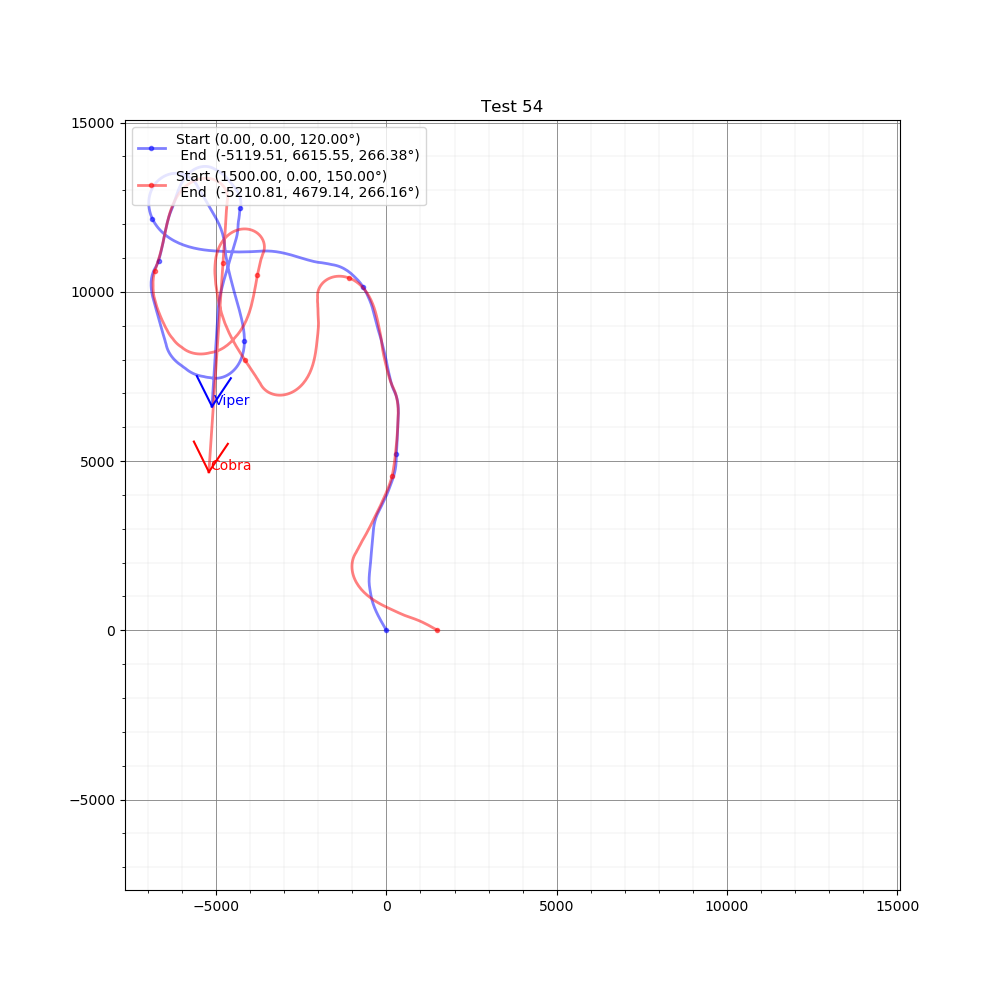 Test 54
Start (0.00, 0.00, 120.00°)
End (-5119.51, 6615.55, 266.38°)
Start (1500.00, 0.00, 150.00°)
End (-5210.81, 4679.14, 266.16°)
15000
10000
5000
0
−5000
Viper
Cobra
−5000
0
5000
10000
15000